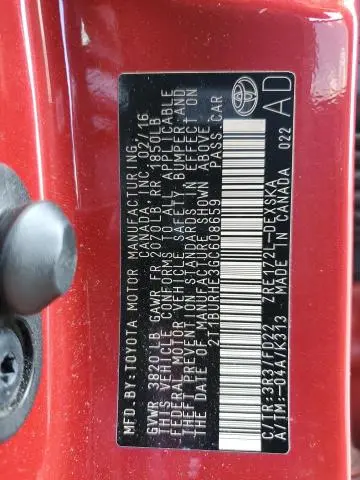 MFD.BY:TOYOTA MOTOR MANUFACTURING,
CANADA, INC. 02/16
GVWR 3820LB GAWR FR 2070LB RR 1850LB
THIS VEHICLE CONFORMS TO ALL APPLICABLE
FEDERAL MOTOR VEHICLE SAFETY, BUMPER, AND
THEFT PREVENTION STANDARDS IN EFFECT ON
THE DATE OF MANUFACTURE SHOWN ABOVE.
2T1BURHE3GC608659 PASS.CAR
C/TR:3R3/FD22 ZRE172L-DEXSKA
A/TM:-04A/K313 MADE IN CANADA 022
TOYOTA
AD